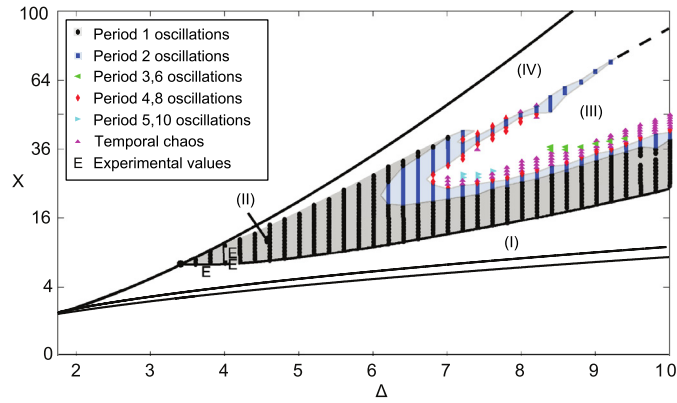 100
64
36
16
4
0
X
Period 1 oscillations
Period 2 oscillations
Period 3,6 oscillations
Period 4,8 oscillations
Period 5,10 oscillations
Temporal chaos
E Experimental values
(IV)
(III)
(II)
(I)
E
E
E
2 3 4 5 6 7 8 9 10
Δ